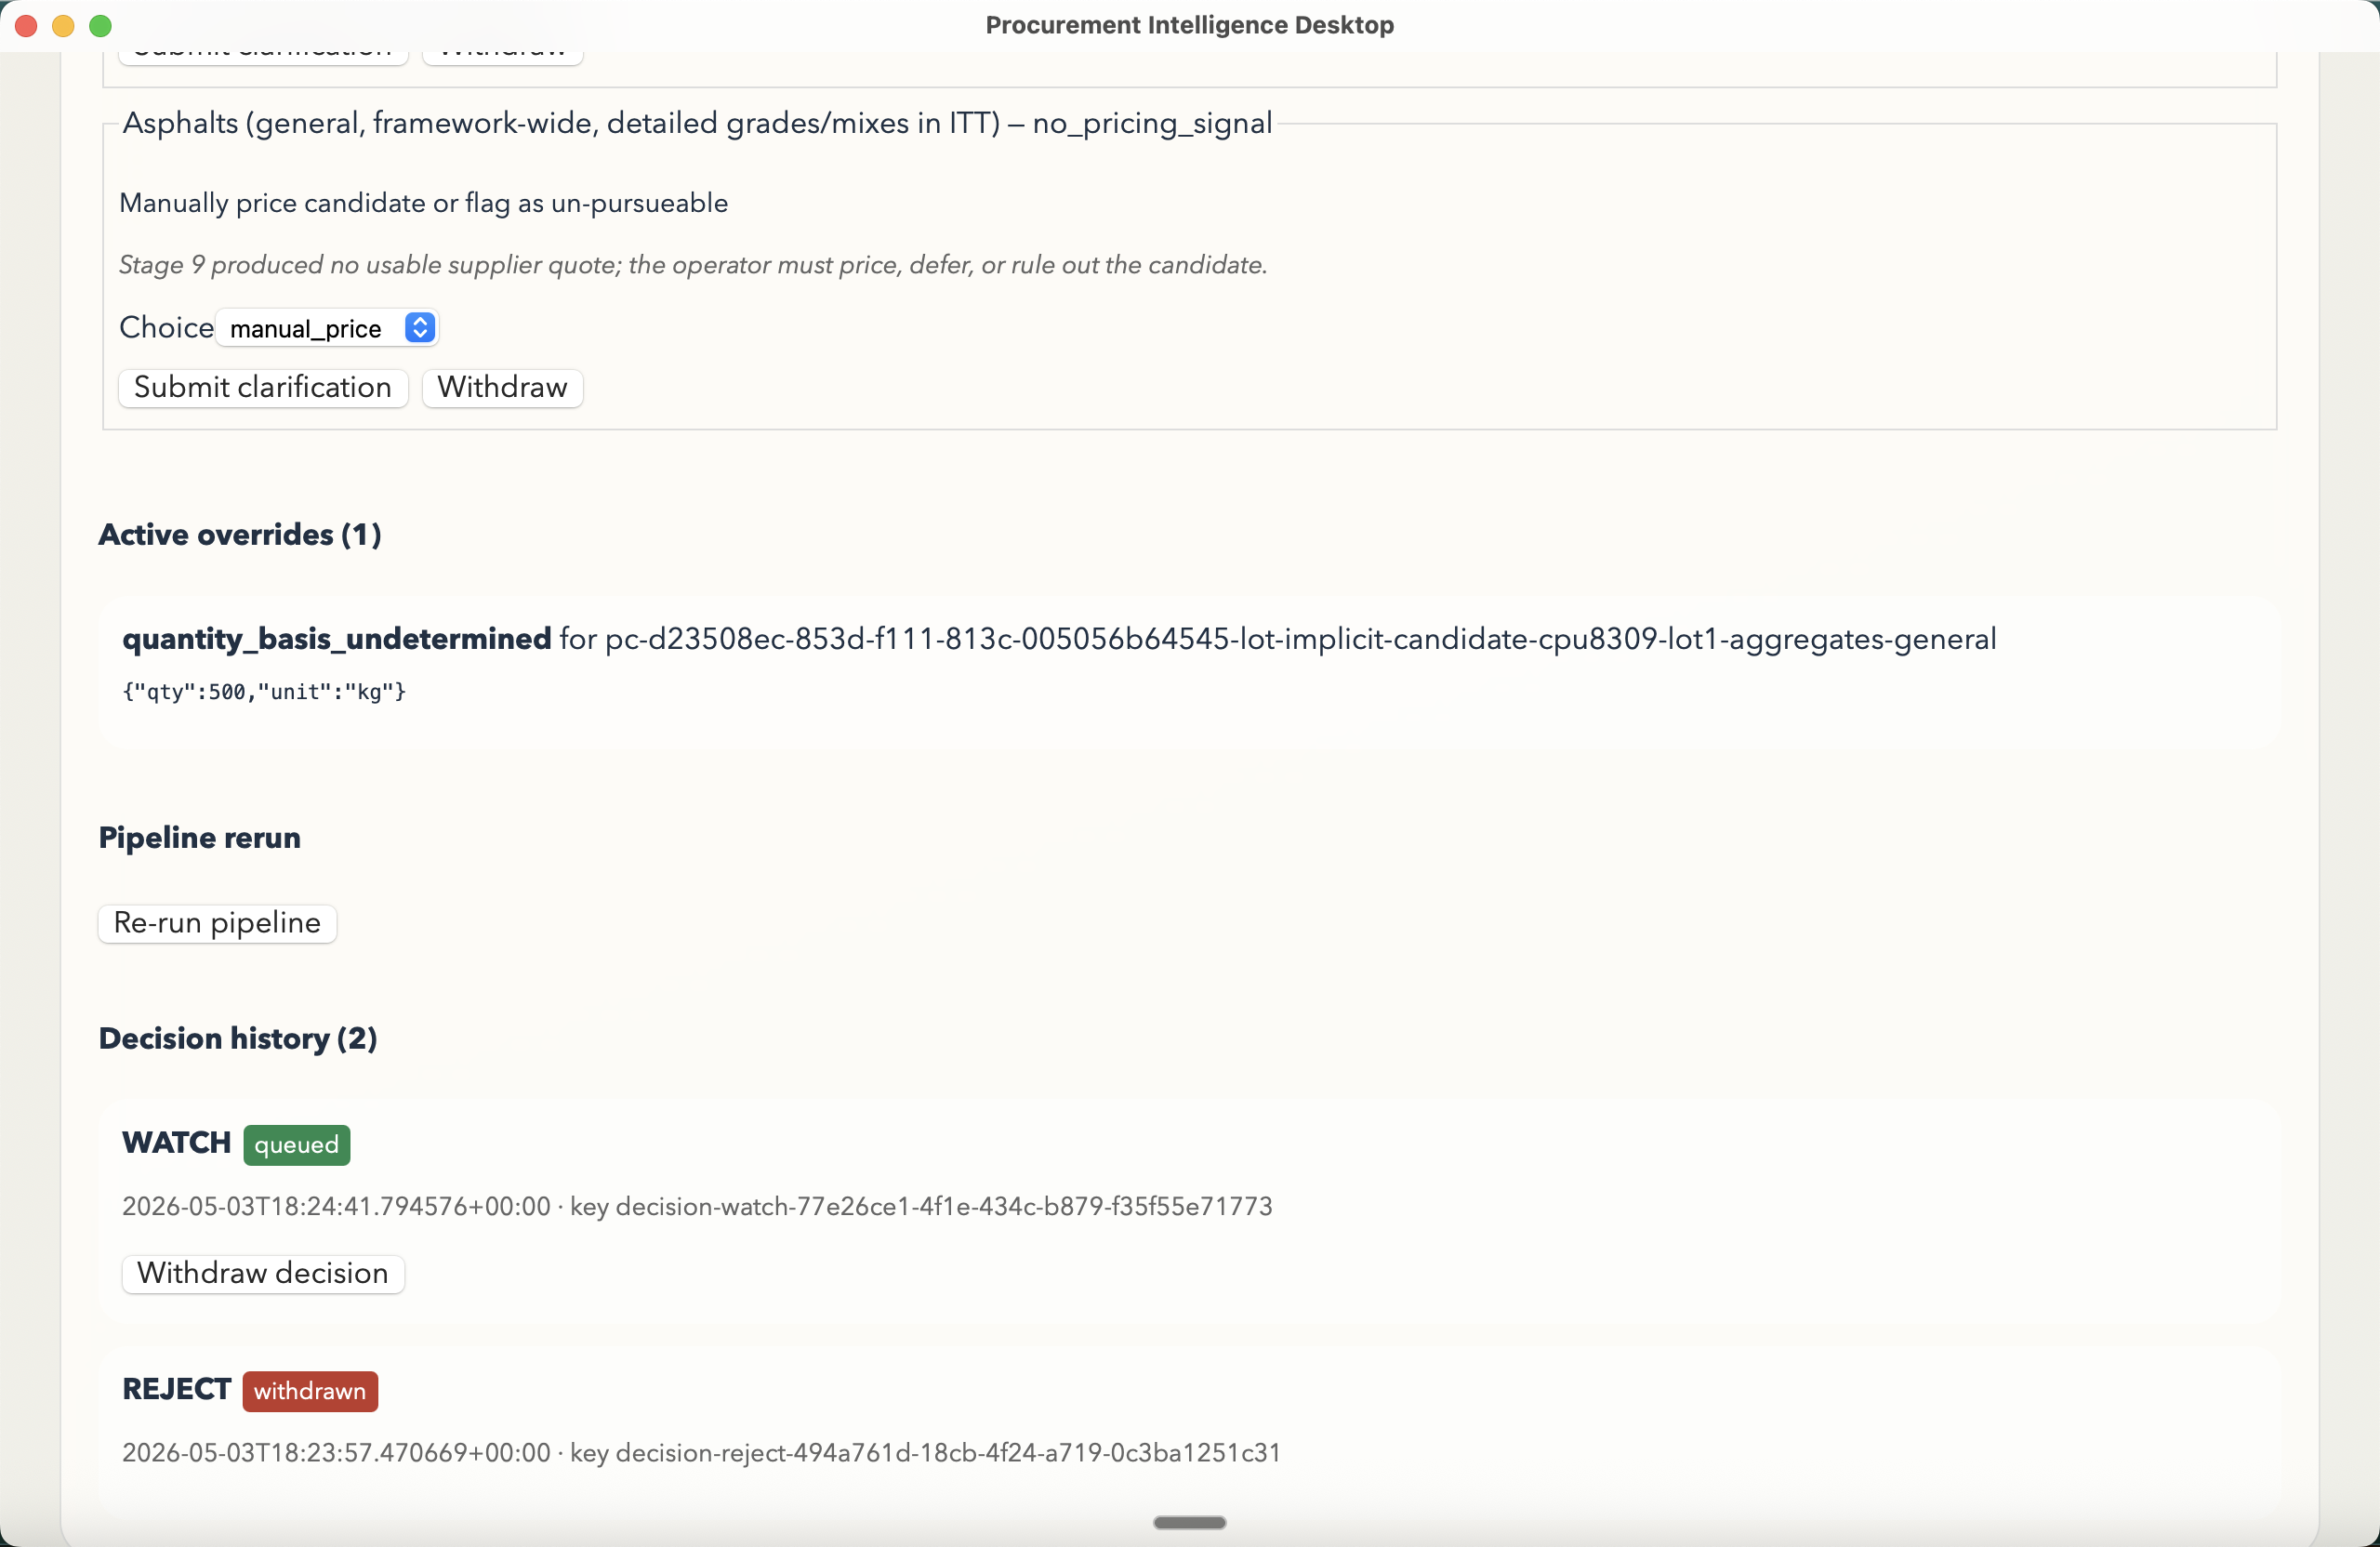 Procurement Intelligence Desktop
Submit clarification Withdraw
Asphalts (general, framework-wide, detailed grades/mixes in ITT) – no_pricing_signal
Manually price candidate or flag as un-pursueable
Stage 9 produced no usable supplier quote; the operator must price, defer, or rule out the candidate.
Choice manual_price
Submit clarification Withdraw
Active overrides (1)
quantity_basis_undetermined for pc-d23508ec-853d-f111-813c-005056b64545-lot-implicit-candidate-cpu8309-lot1-aggregates-general
{"qty":500,"unit":"kg"}
Pipeline rerun
Re-run pipeline
Decision history (2)
WATCH queued
2026-05-03T18:24:41.794576+00:00 · key decision-watch-77e26ce1-4f1e-434c-b879-f35f55e71773
Withdraw decision
REJECT withdrawn
2026-05-03T18:23:57.470669+00:00 · key decision-reject-494a761d-18cb-4f24-a719-0c3ba1251c31